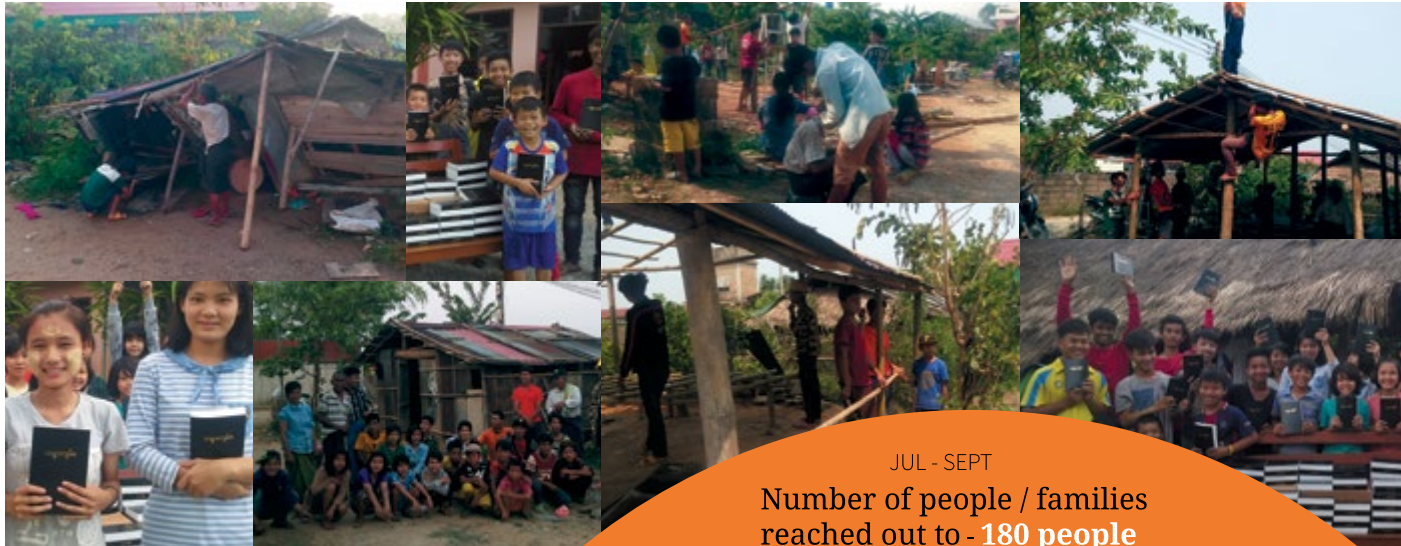 JUL - SEPT
Number of people / families
reached out to - 180 people